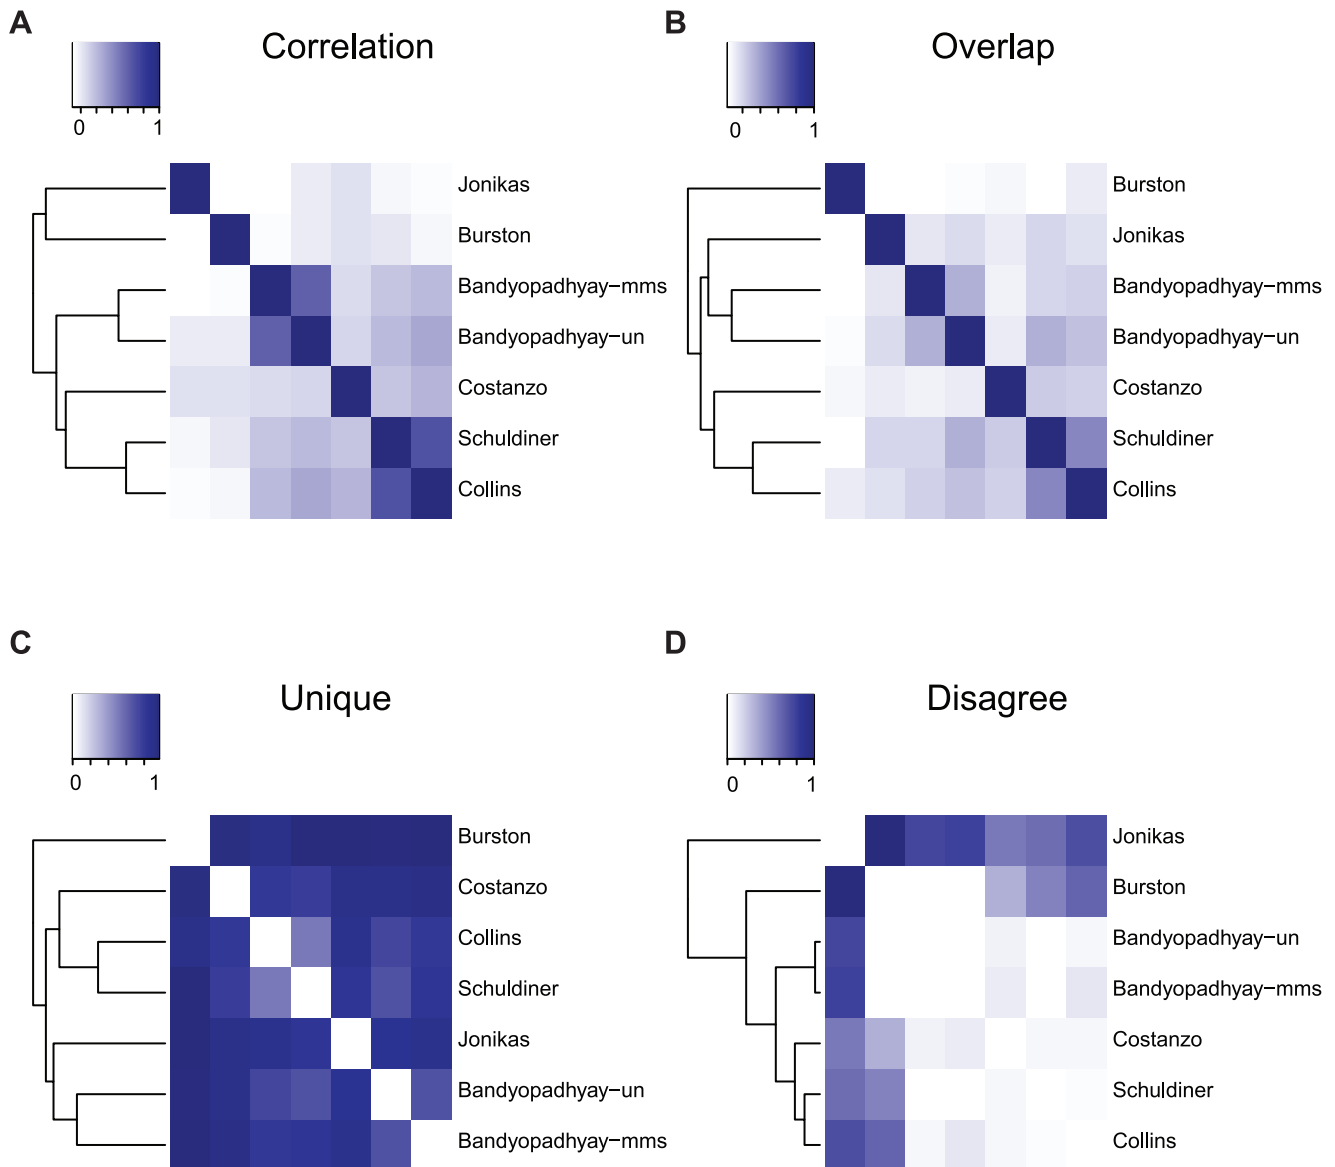 A
Correlation
0 1
Jonikas
Burston
Bandyopadhyay−mms
Bandyopadhyay−un
Costanzo
Schuldiner
Collins
B
Overlap
0 1
Burston
Jonikas
Bandyopadhyay−mms
Bandyopadhyay−un
Costanzo
Schuldiner
Collins
C
Unique
0 1
Burston
Costanzo
Collins
Schuldiner
Jonikas
Bandyopadhyay−un
Bandyopadhyay−mms
D
Disagree
0 1
Jonikas
Burston
Bandyopadhyay−un
Bandyopadhyay−mms
Costanzo
Schuldiner
Collins